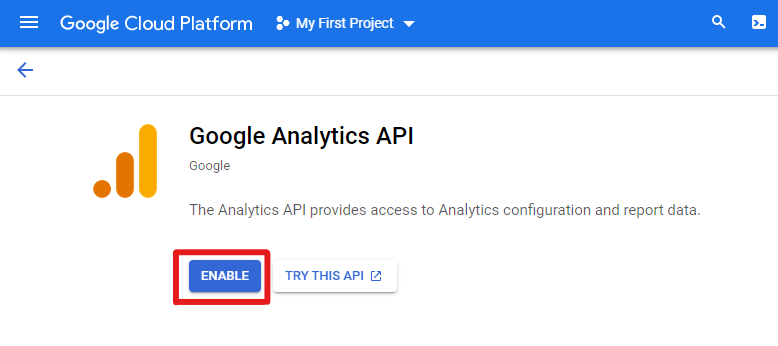 Google Cloud Platform My First Project
Google Analytics API
Google
The Analytics API provides access to Analytics configuration and report data.
ENABLE TRY THIS API